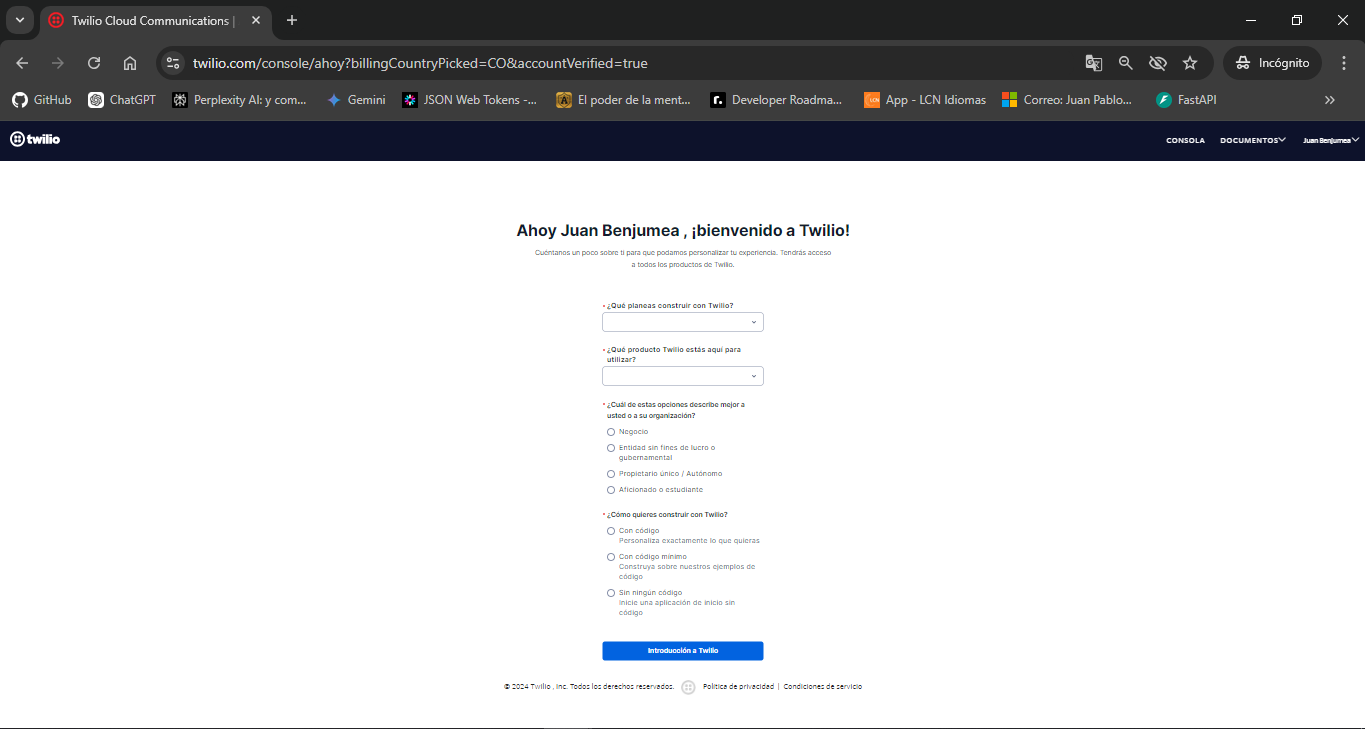 Twilio Cloud Communications |
twilio.com/console/ahoy?billingCountryPicked=CO&accountVerified=true
Incógnito
GitHub
ChatGPT
Perplexity AI: y com...
Gemini
JSON Web Tokens -...
El poder de la ment...
Developer Roadma...
App - LCN Idiomas
Correo: Juan Pablo...
FastAPI
twilio
CONSOLA
DOCUMENTOS
Juan Benjumea
Ahoy Juan Benjumea , ¡bienvenido a Twilio!
Cuéntanos un poco sobre ti para que podamos personalizar tu experiencia. Tendrás acceso
a todos los productos de Twilio.
* ¿Qué planeas construir con Twilio?
* ¿Qué producto Twilio estás aquí para
utilizar?
* ¿Cuál de estas opciones describe mejor a
usted o a su organización?
Negocio
Entidad sin fines de lucro o
gubernamental
Propietario único / Autónomo
Aficionado o estudiante
* ¿Cómo quieres construir con Twilio?
Con código
Personaliza exactamente lo que quieras
Con código mínimo
Construya sobre nuestros ejemplos de
código
Sin ningún código
Inicie una aplicación de inicio sin
código
Introducción a Twilio
© 2024 Twilio , Inc. Todos los derechos reservados.
Política de privacidad | Condiciones de servicio